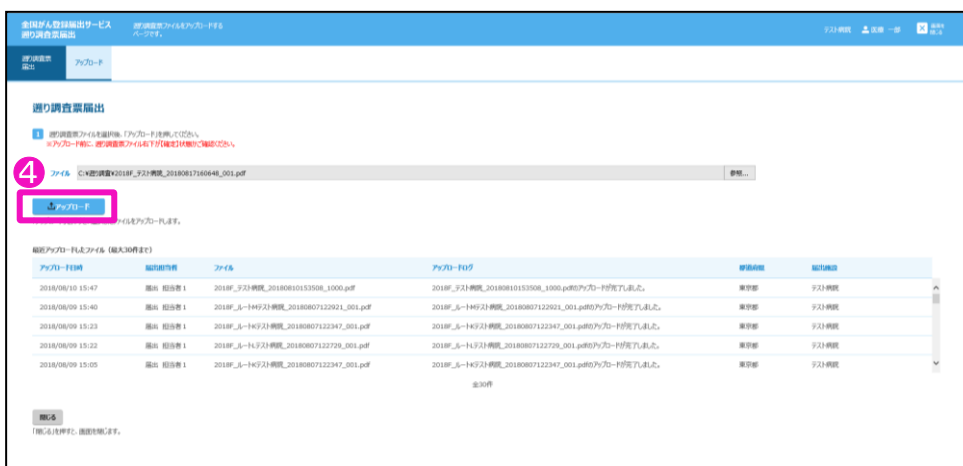 全国がん登録届出サービス
遡り調査票届出
遡り調査票ファイルをアップロードする
ページです。
テスト病院 医療 一郎 画面を
閉じる
遡り調査票
届出
アップロード
遡り調査票届出
1 遡り調査票ファイルを選択後、「アップロード」を押してください。
※アップロード前に、遡り調査票ファイル右下が【確定】状態かご確認ください。
4
ファイル C:¥遡り調査¥2018F_テスト病院_20180817160648_001.pdf 参照...
アップロード
ファイルをアップロードします。
最近アップロードしたファイル（最大30件まで）
アップロード日時 届出担当者 ファイル アップロードログ 都道府県 届出施設
2018/08/10 15:47 届出 担当者1 2018F_テスト病院_20180810153508_1000.pdf 2018F_テスト病院_20180810153508_1000.pdfのアップロードが完了しました。 東京都 テスト病院
2018/08/09 15:40 届出 担当者1 2018F_ルートMテスト病院_20180807122921_001.pdf 2018F_ルートMテスト病院_20180807122921_001.pdfのアップロードが完了しました。 東京都 テスト病院
2018/08/09 15:23 届出 担当者1 2018F_ルートKテスト病院_20180807122347_001.pdf 2018F_ルートKテスト病院_20180807122347_001.pdfのアップロードが完了しました。 東京都 テスト病院
2018/08/09 15:22 届出 担当者1 2018F_ルートLテスト病院_20180807122729_001.pdf 2018F_ルートLテスト病院_20180807122729_001.pdfのアップロードが完了しました。 東京都 テスト病院
2018/08/09 15:05 届出 担当者1 2018F_ルートKテスト病院_20180807122347_001.pdf 2018F_ルートKテスト病院_20180807122347_001.pdfのアップロードが完了しました。 東京都 テスト病院
全30件
閉じる
「閉じる」を押すと、画面を閉じます。